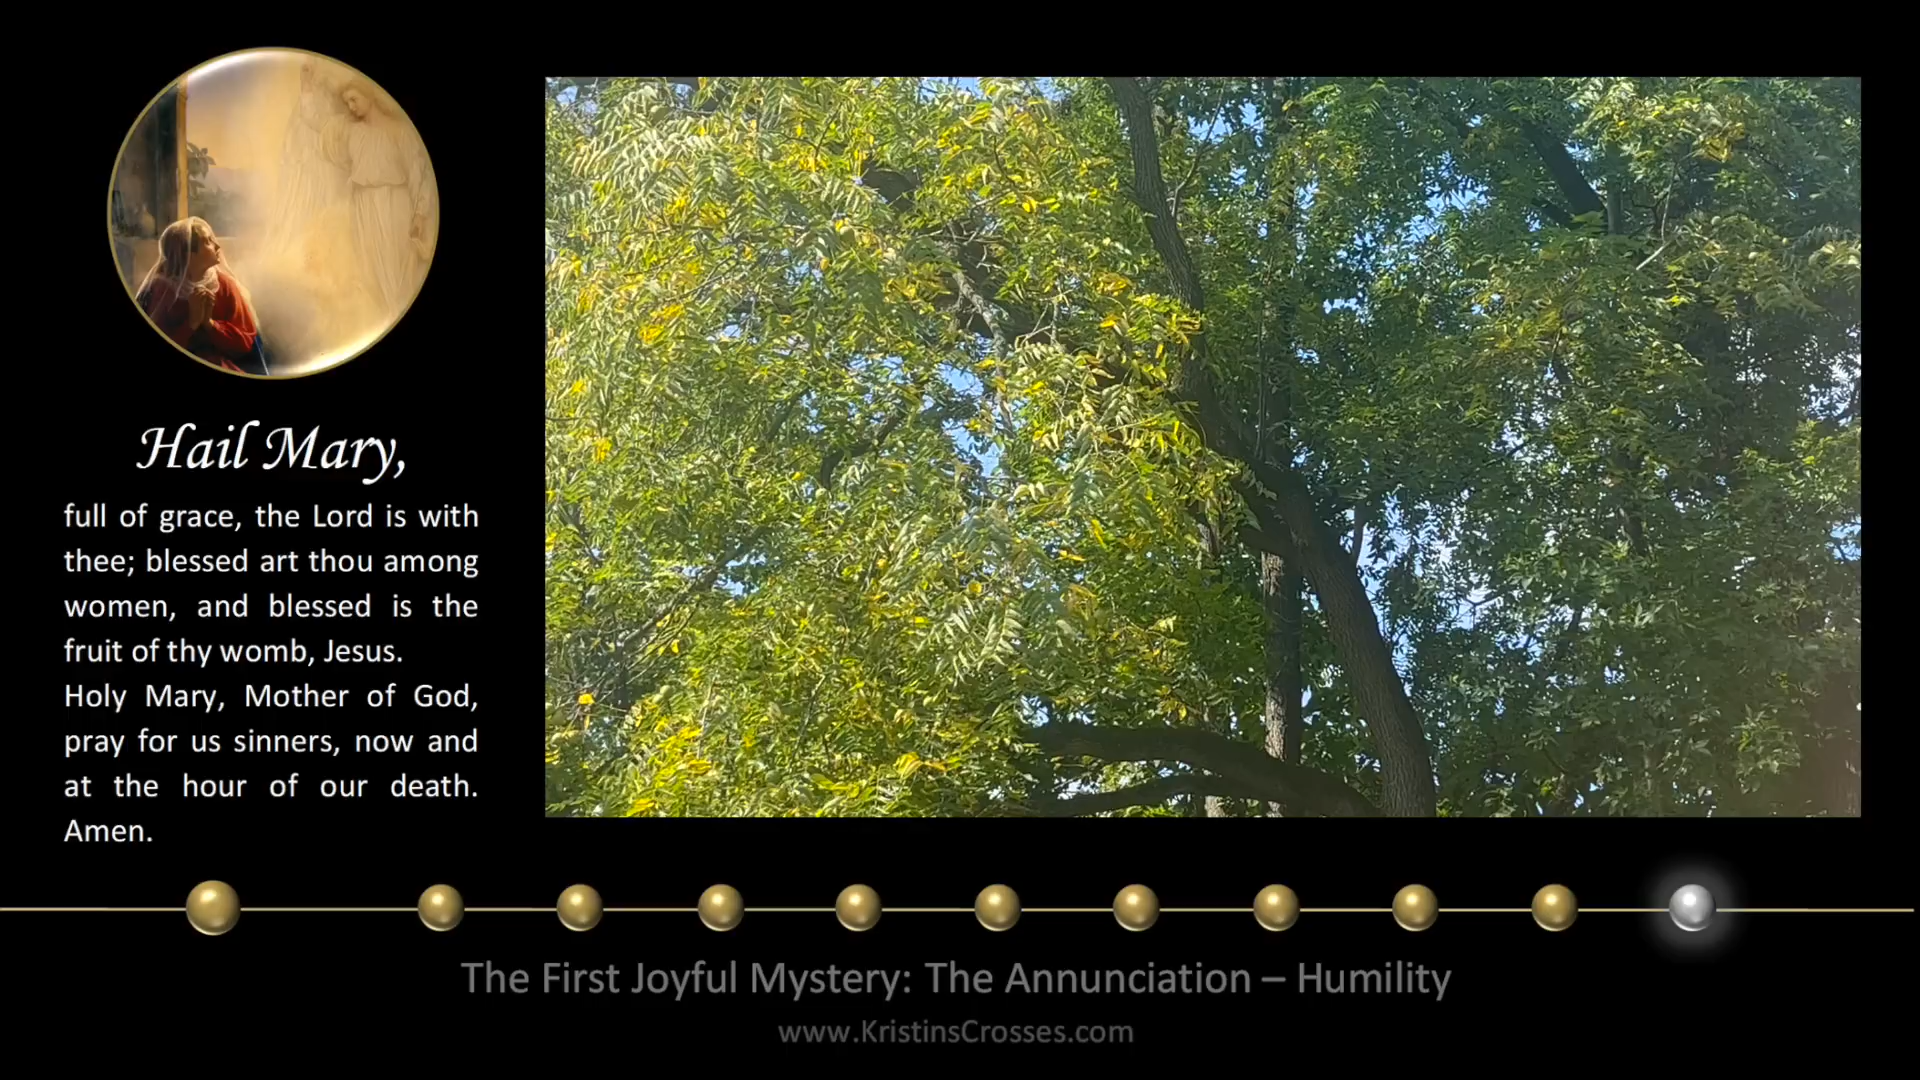 Hail Mary,
full of grace, the Lord is with
thee; blessed art thou among
women, and blessed is the
fruit of thy womb, Jesus.
Holy Mary, Mother of God,
pray for us sinners, now and
at the hour of our death.
Amen.
The First Joyful Mystery: The Annunciation – Humility
www.KristinsCrosses.com